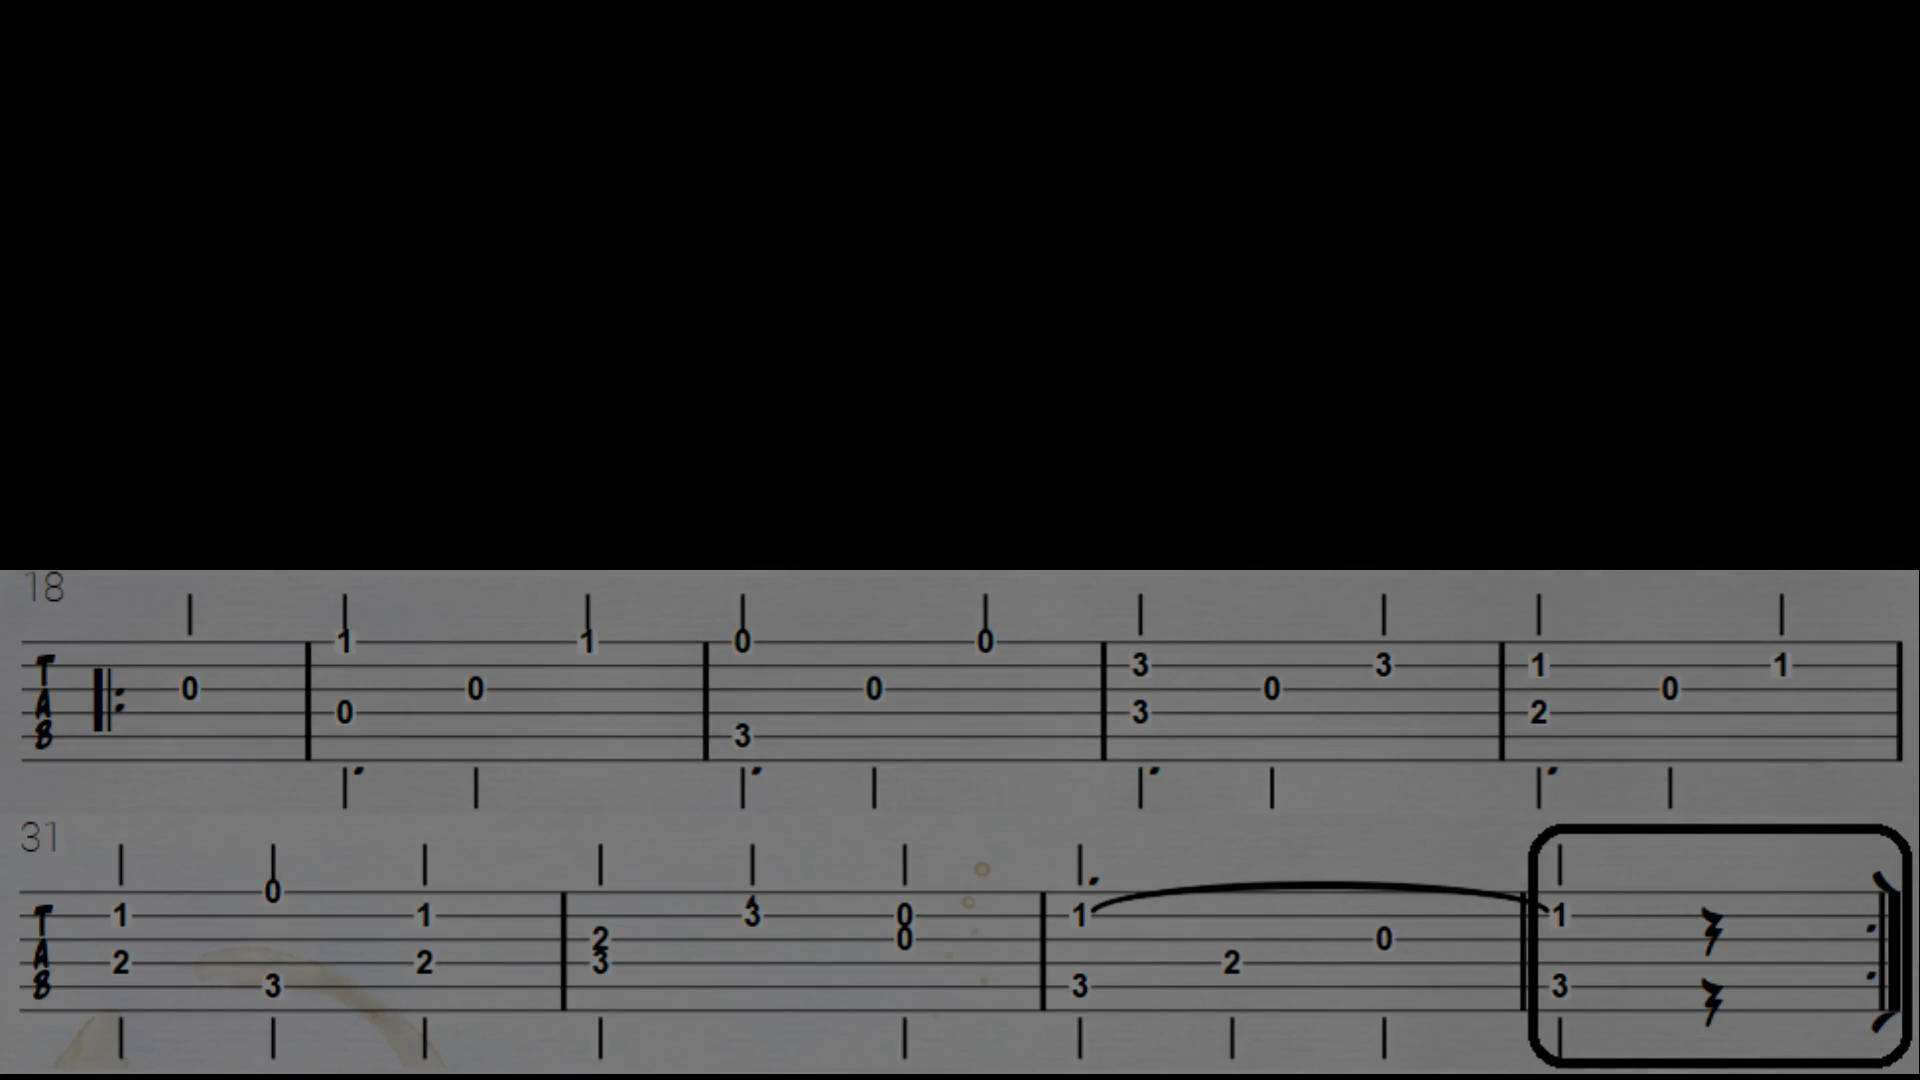 18
T
A
B
0 1 1 0 0 3 3 1 1
0 0 0 3 0 3 0 2 0
31
T
A
B
1 0 1 2 3 0 1 1
2 3 2 3 0 3 2 0 3